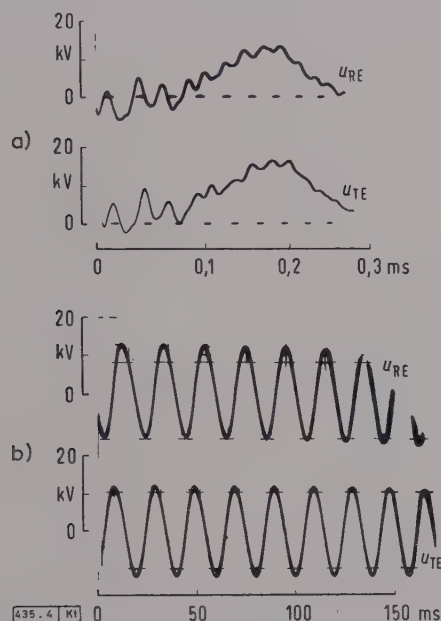 20
kV
0
u_RE
a)
20
kV
0
u_TE
0 0,1 0,2 0,3 ms
20
kV
0
u_RE
b)
20
kV
0
u_TE
0 50 100 150 ms
435.4 Kt